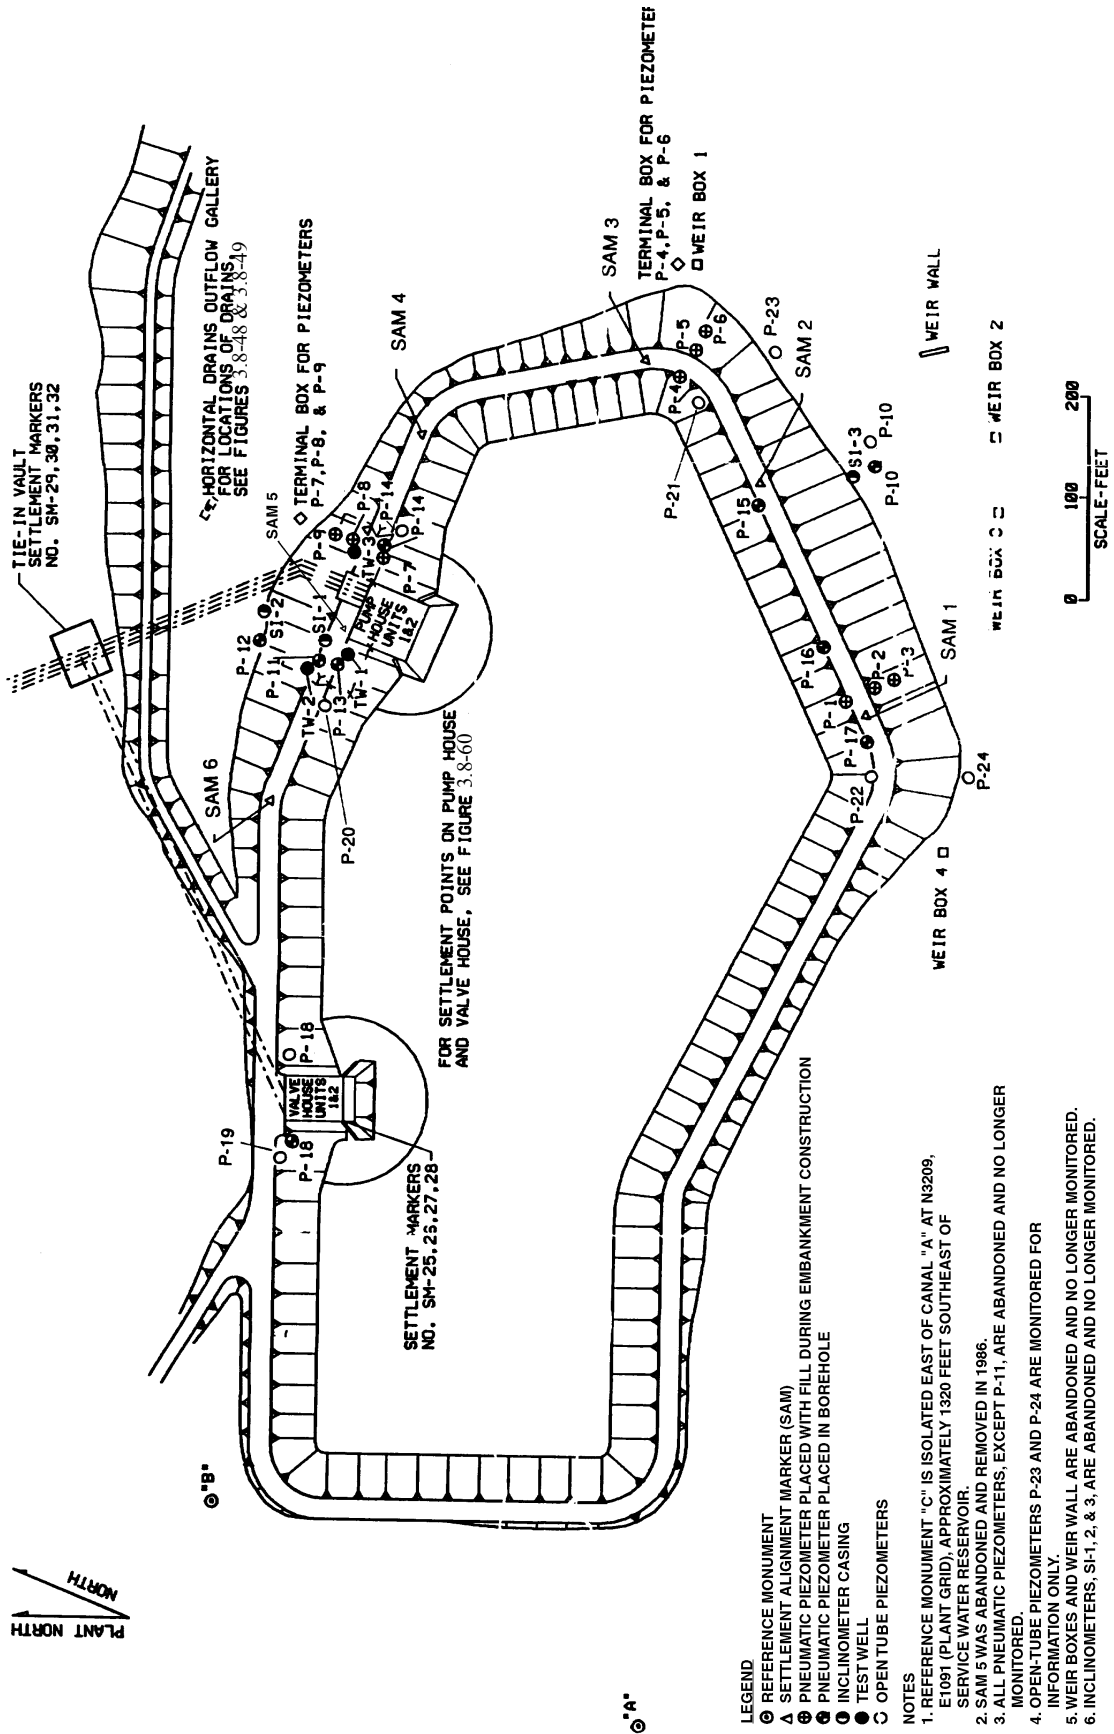 TIE-IN VAULT
SETTLEMENT MARKERS
NO. SM-29,30,31,32
HORIZONTAL DRAINS OUTFLOW GALLERY
FOR LOCATIONS OF DRAINS,
SEE FIGURES 3.8-48 & 3.8-49
TERMINAL BOX FOR PIEZOMETERS
P-7,P-8, & P-9
SAM 4
SAM 5
SAM 3
TERMINAL BOX FOR PIEZOMETER
P-4,P-5, & P-6
WEIR BOX 1
P-9
P-8
P-14
P-14
TW-3
P-7
SI-2
P-12
SI-1
P-11
TW-2
P-13
TW-1
PUMP
HOUSE
UNITS
1&2
SAM 6
P-20
FOR SETTLEMENT POINTS ON PUMP HOUSE
AND VALVE HOUSE, SEE FIGURE 3.8-60
P-18
VALVE
HOUSE
UNITS
1&2
P-19
P-18
SETTLEMENT MARKERS
NO. SM-25,26,27,28
P-5
P-6
P-4
P-23
P-21
SAM 2
WEIR WALL
P-15
SI-3
P-10
P-10
WEIR BOX 2
WEIR BOX 3
P-16
P-2
P-3
P-1
SAM 1
P-17
P-22
P-24
WEIR BOX 4
0 100 200
SCALE-FEET
"B"
"A"
PLANT NORTH
NORTH
LEGEND
REFERENCE MONUMENT
SETTLEMENT ALIGNMENT MARKER (SAM)
PNEUMATIC PIEZOMETER PLACED WITH FILL DURING EMBANKMENT CONSTRUCTION
PNEUMATIC PIEZOMETER PLACED IN BOREHOLE
INCLINOMETER CASING
TEST WELL
OPEN TUBE PIEZOMETERS
NOTES
1. REFERENCE MONUMENT "C" IS ISOLATED EAST OF CANAL "A" AT N3209,
E1091 (PLANT GRID), APPROXIMATELY 1320 FEET SOUTHEAST OF
SERVICE WATER RESERVOIR.
2. SAM 5 WAS ABANDONED AND REMOVED IN 1986.
3. ALL PNEUMATIC PIEZOMETERS, EXCEPT P-11, ARE ABANDONED AND NO LONGER
MONITORED.
4. OPEN-TUBE PIEZOMETERS P-23 AND P-24 ARE MONITORED FOR
INFORMATION ONLY.
5. WEIR BOXES AND WEIR WALL ARE ABANDONED AND NO LONGER MONITORED.
6. INCLINOMETERS, SI-1, 2, & 3, ARE ABANDONED AND NO LONGER MONITORED.